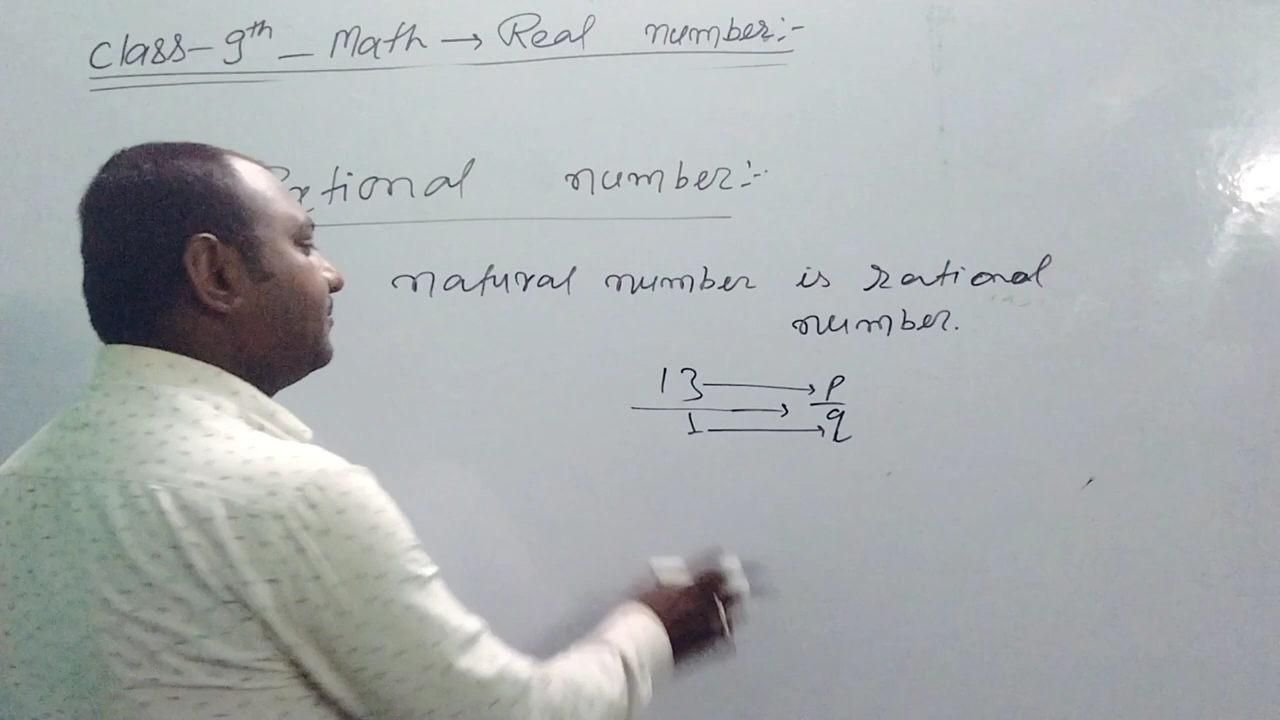 Class-9th - Math → Real number:-
Rational number:-
natural number is rational
number.
13 → p
→
1 → q